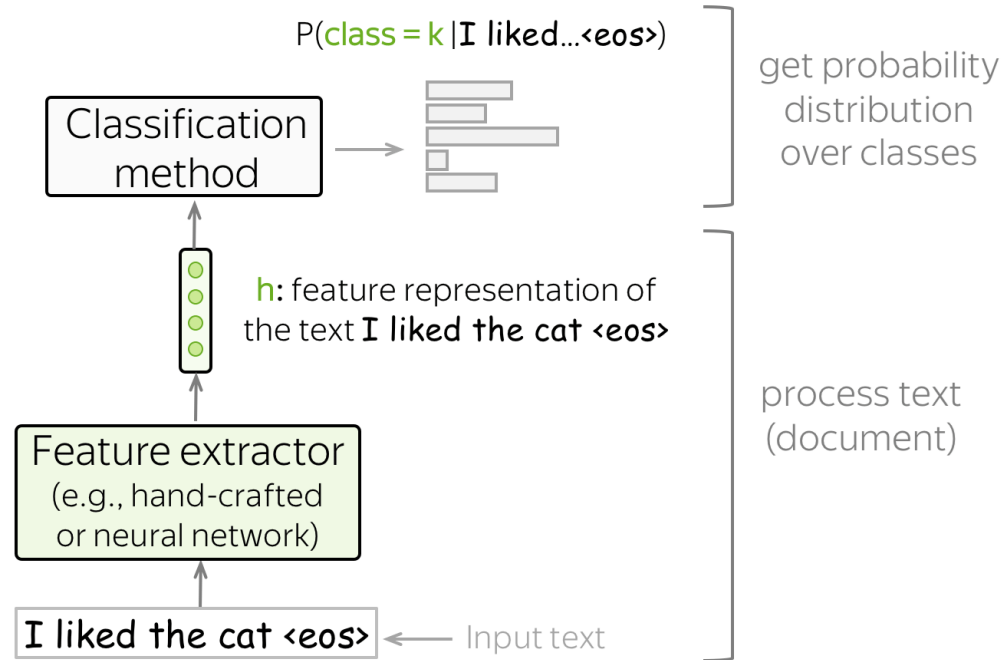 P(class = k |I liked...<eos>)
get probability
distribution
over classes
Classification
method
h: feature representation of
the text I liked the cat <eos>
process text
(document)
Feature extractor
(e.g., hand-crafted
or neural network)
I liked the cat <eos>
Input text